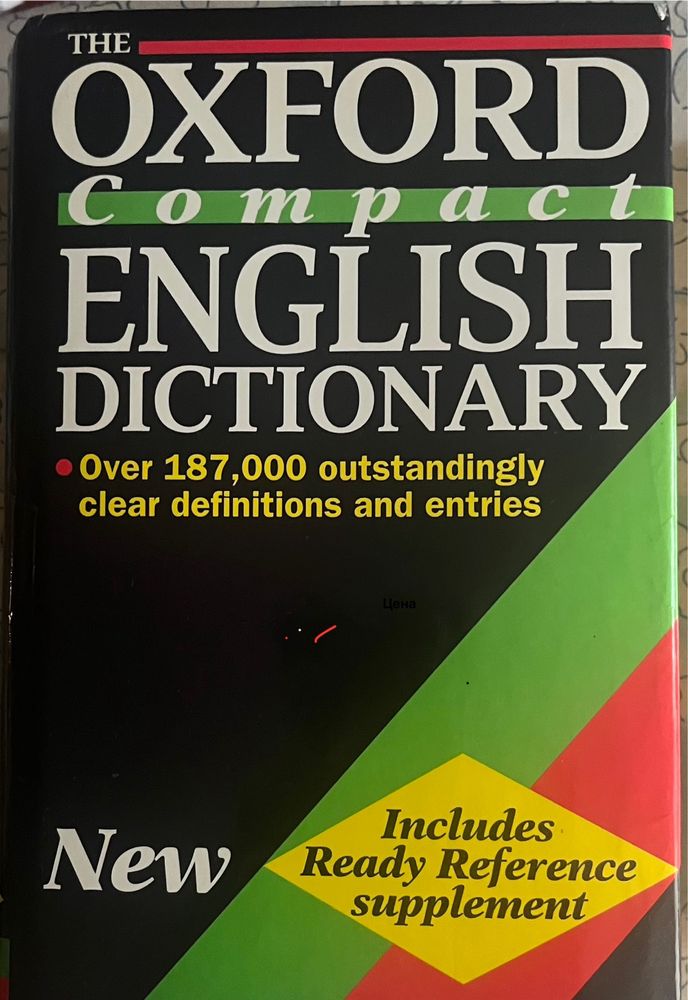 THE
OXFORD
Compact
ENGLISH
DICTIONARY
Over 187,000 outstandingly
clear definitions and entries
Цена
New
Includes
Ready Reference
supplement